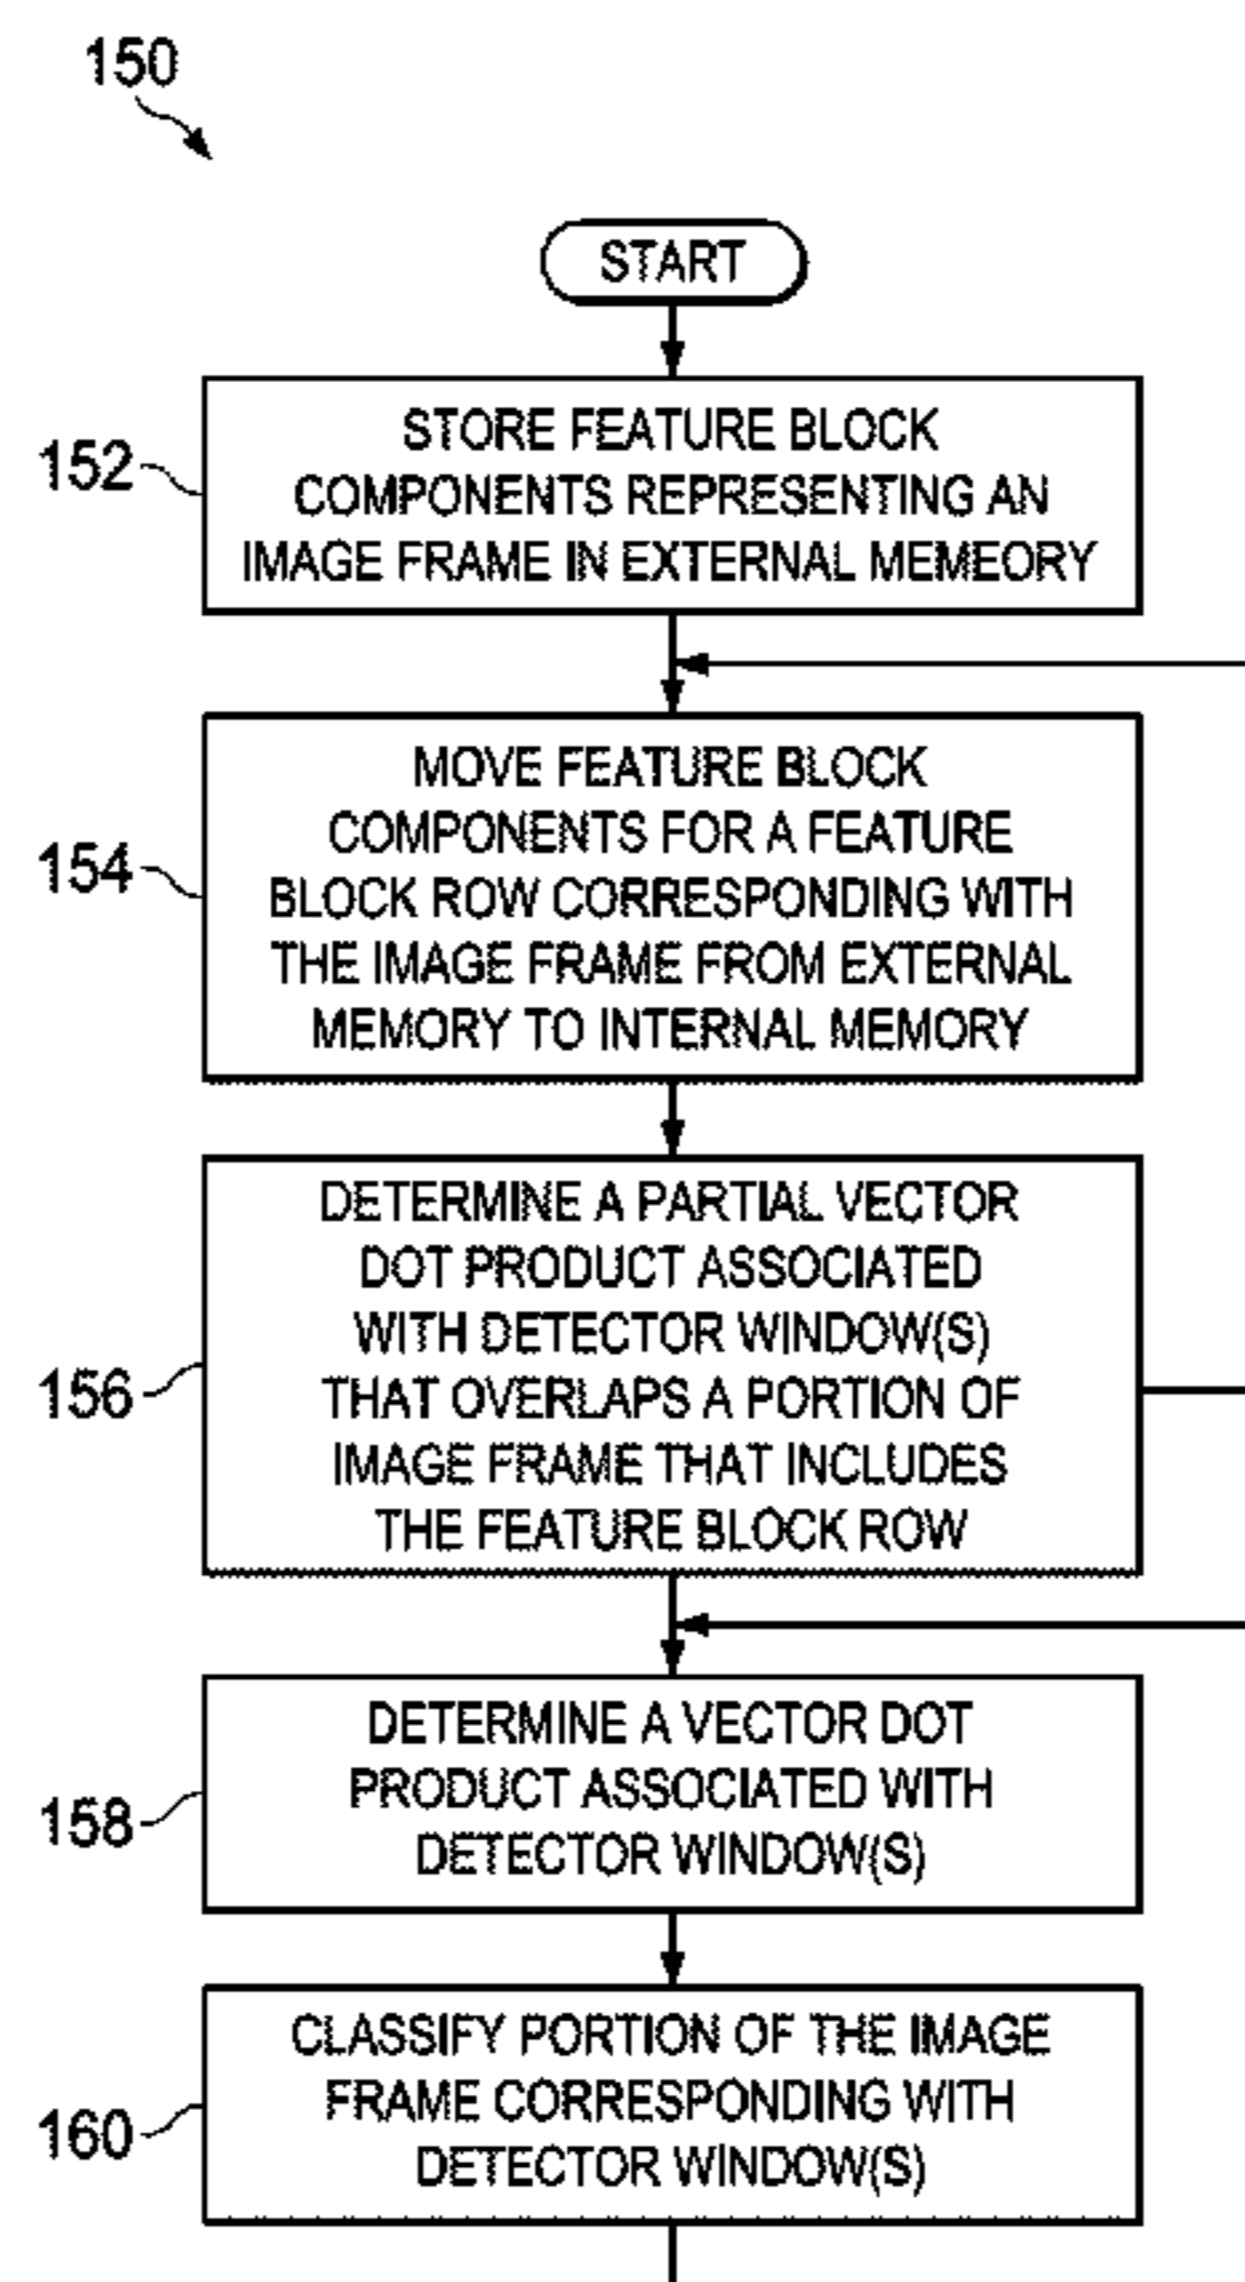 150
START
152
STORE FEATURE BLOCK
COMPONENTS REPRESENTING AN
IMAGE FRAME IN EXTERNAL MEMEORY
154
MOVE FEATURE BLOCK
COMPONENTS FOR A FEATURE
BLOCK ROW CORRESPONDING WITH
THE IMAGE FRAME FROM EXTERNAL
MEMORY TO INTERNAL MEMORY
156
DETERMINE A PARTIAL VECTOR
DOT PRODUCT ASSOCIATED
WITH DETECTOR WINDOW(S)
THAT OVERLAPS A PORTION OF
IMAGE FRAME THAT INCLUDES
THE FEATURE BLOCK ROW
158
DETERMINE A VECTOR DOT
PRODUCT ASSOCIATED WITH
DETECTOR WINDOW(S)
160
CLASSIFY PORTION OF THE IMAGE
FRAME CORRESPONDING WITH
DETECTOR WINDOW(S)